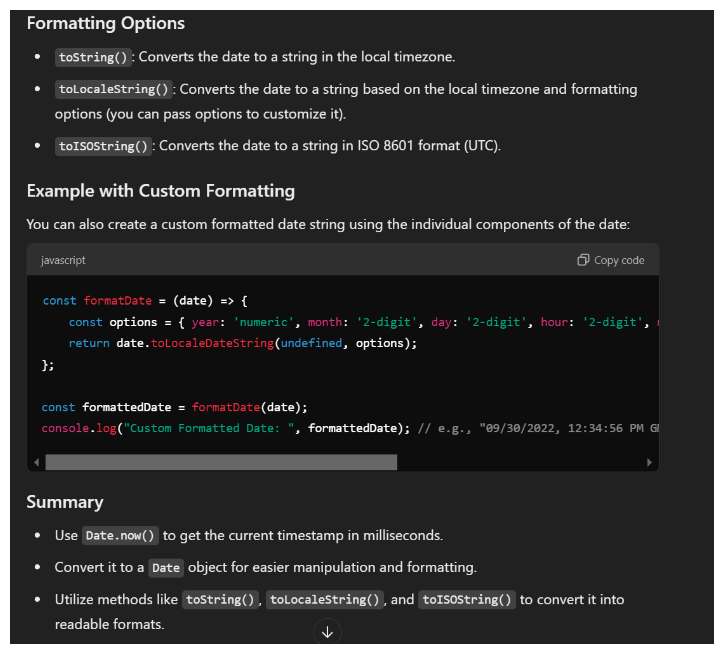 Formatting Options
• toString(): Converts the date to a string in the local timezone.
• toLocaleString(): Converts the date to a string based on the local timezone and formatting
options (you can pass options to customize it).
• toISOString(): Converts the date to a string in ISO 8601 format (UTC).
Example with Custom Formatting
You can also create a custom formatted date string using the individual components of the date:
javascript Copy code
const formatDate = (date) => {
    const options = { year: 'numeric', month: '2-digit', day: '2-digit', hour: '2-digit',
    return date.toLocaleDateString(undefined, options);
};
const formattedDate = formatDate(date);
console.log("Custom Formatted Date: ", formattedDate); // e.g., "09/30/2022, 12:34:56 PM
Summary
• Use Date.now() to get the current timestamp in milliseconds.
• Convert it to a Date object for easier manipulation and formatting.
• Utilize methods like toString(), toLocaleString(), and toISOString() to convert it into
readable formats.